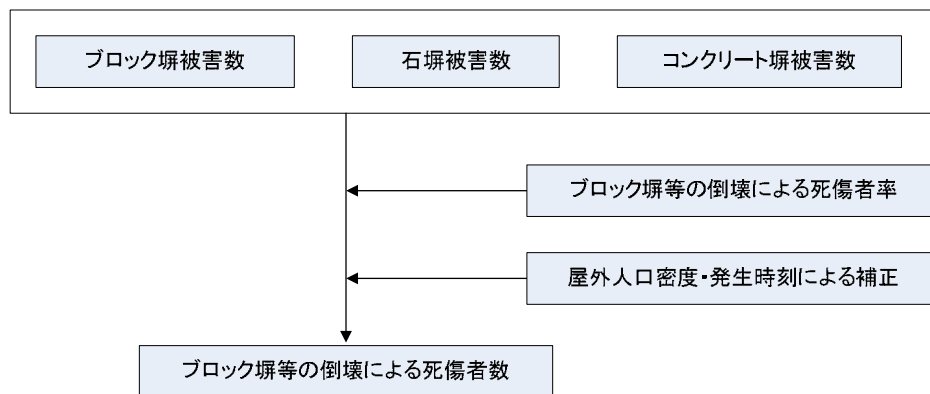 ブロック塀被害数
石塀被害数
コンクリート塀被害数
ブロック塀等の倒壊による死傷者率
屋外人口密度・発生時刻による補正
ブロック塀等の倒壊による死傷者数